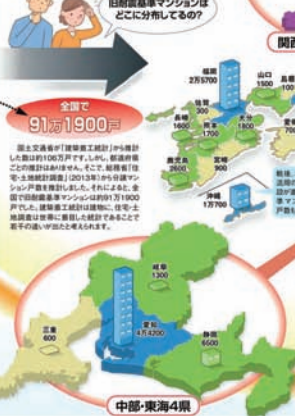 旧耐震基準マンションは
どこに分布してるの?
関西
全国で
91万1900戸
国土交通省が「建築着工統計」から推計
した数は約106万戸です。しかし、都道府県
ごとの推計はありません。そこで、総務省「住
宅・土地統計調査」(2013年)から分譲マン
ション戸数を推計しました。それによると、全
国で旧耐震基準マンションは約91万1900
戸でした。建築着工統計は建物に、住宅・土
地調査は世帯に着目した統計であることで
若干の違いが出たと考えられます。
福岡
2万5700
山口
1500
島根
100
佐賀
300
長崎
1600
熊本
1700
大分
1800
愛媛
鹿児島
2600
宮崎
900
沖縄
1万700
岐阜
1300
三重
600
愛知
4万4200
静岡
6500
中部・東海4県